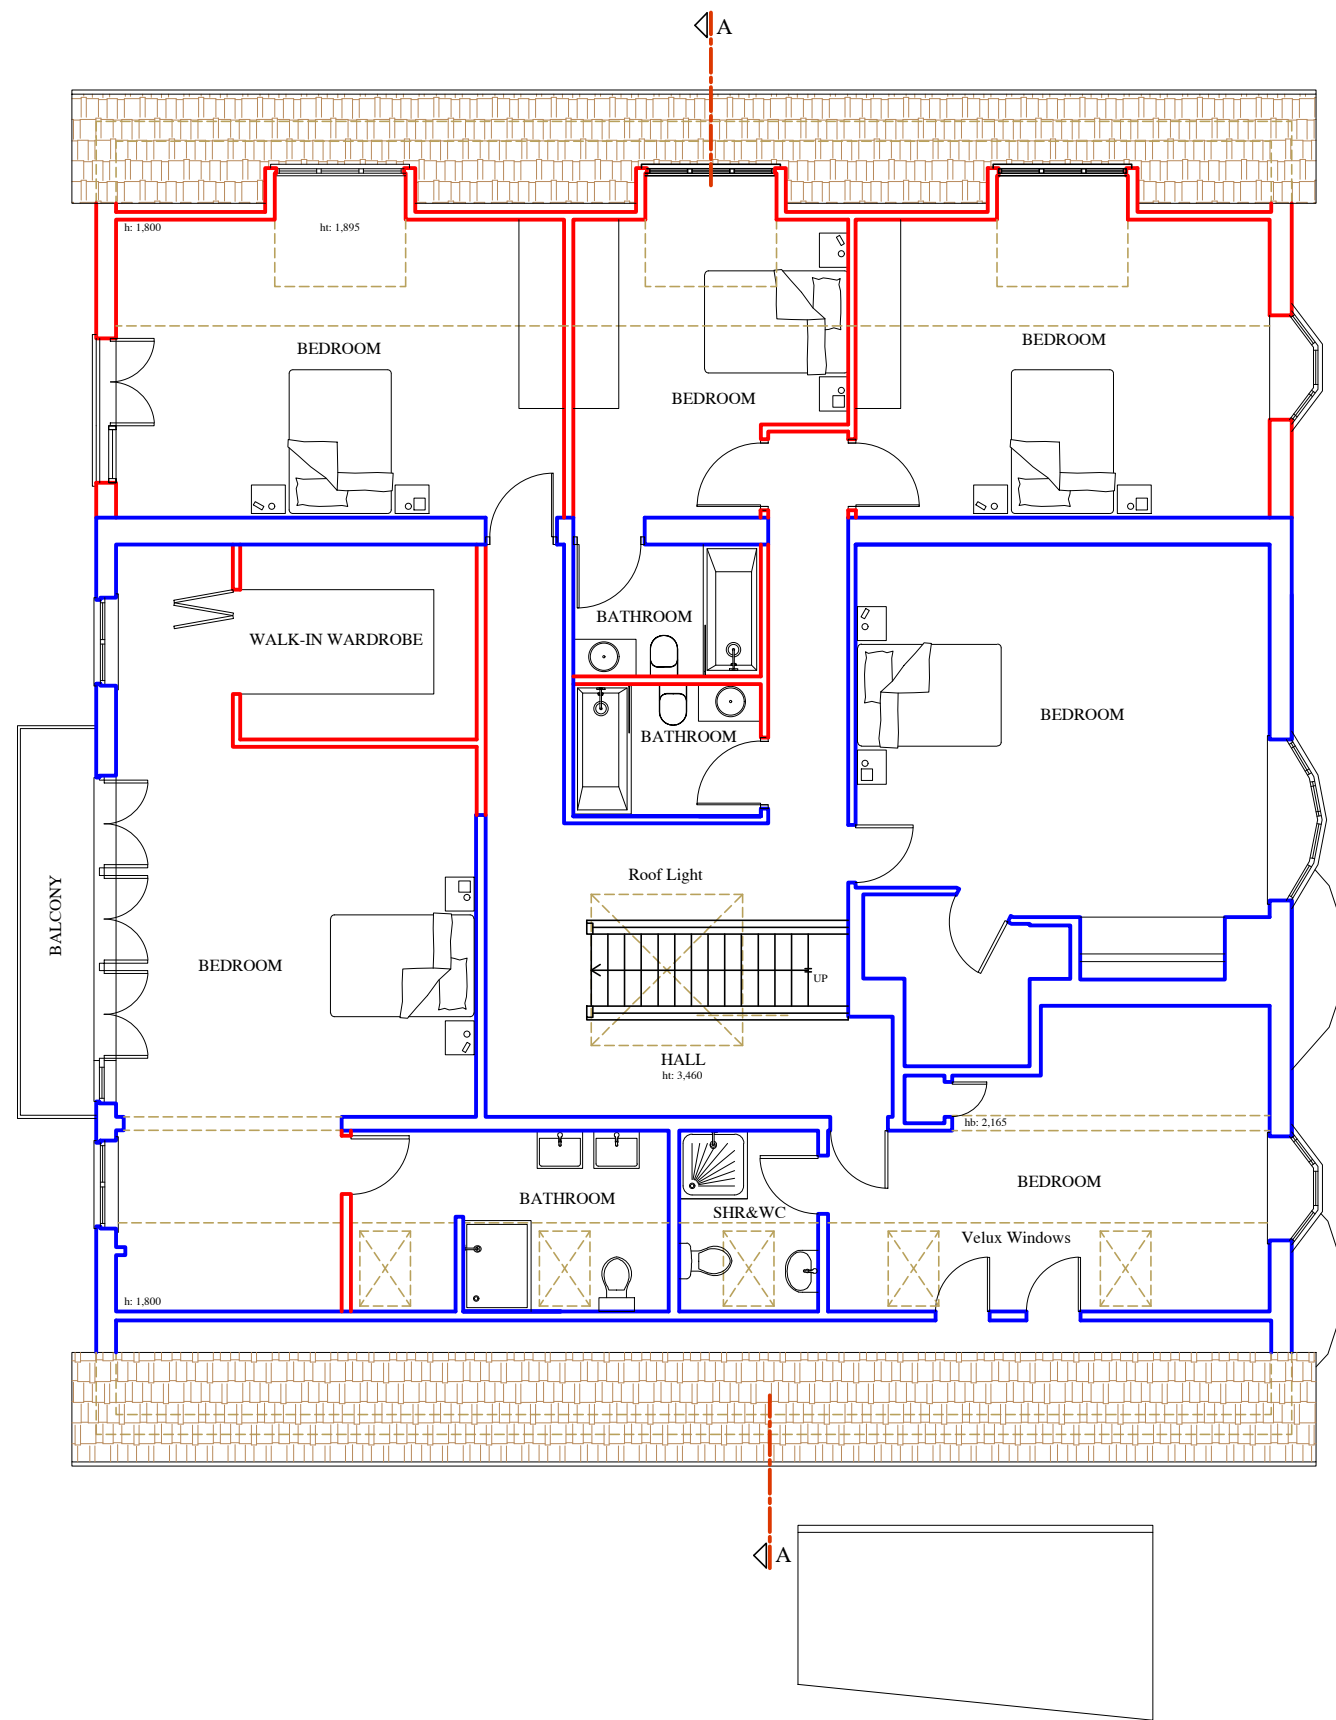 A
h: 1,800
ht: 1,895
BEDROOM
BEDROOM
BEDROOM
BATHROOM
WALK-IN WARDROBE
BATHROOM
BEDROOM
Roof Light
BALCONY
BEDROOM
UP
HALL
ht: 3,460
hb: 2,165
BATHROOM
SHR&WC
BEDROOM
Velux Windows
h: 1,800
A